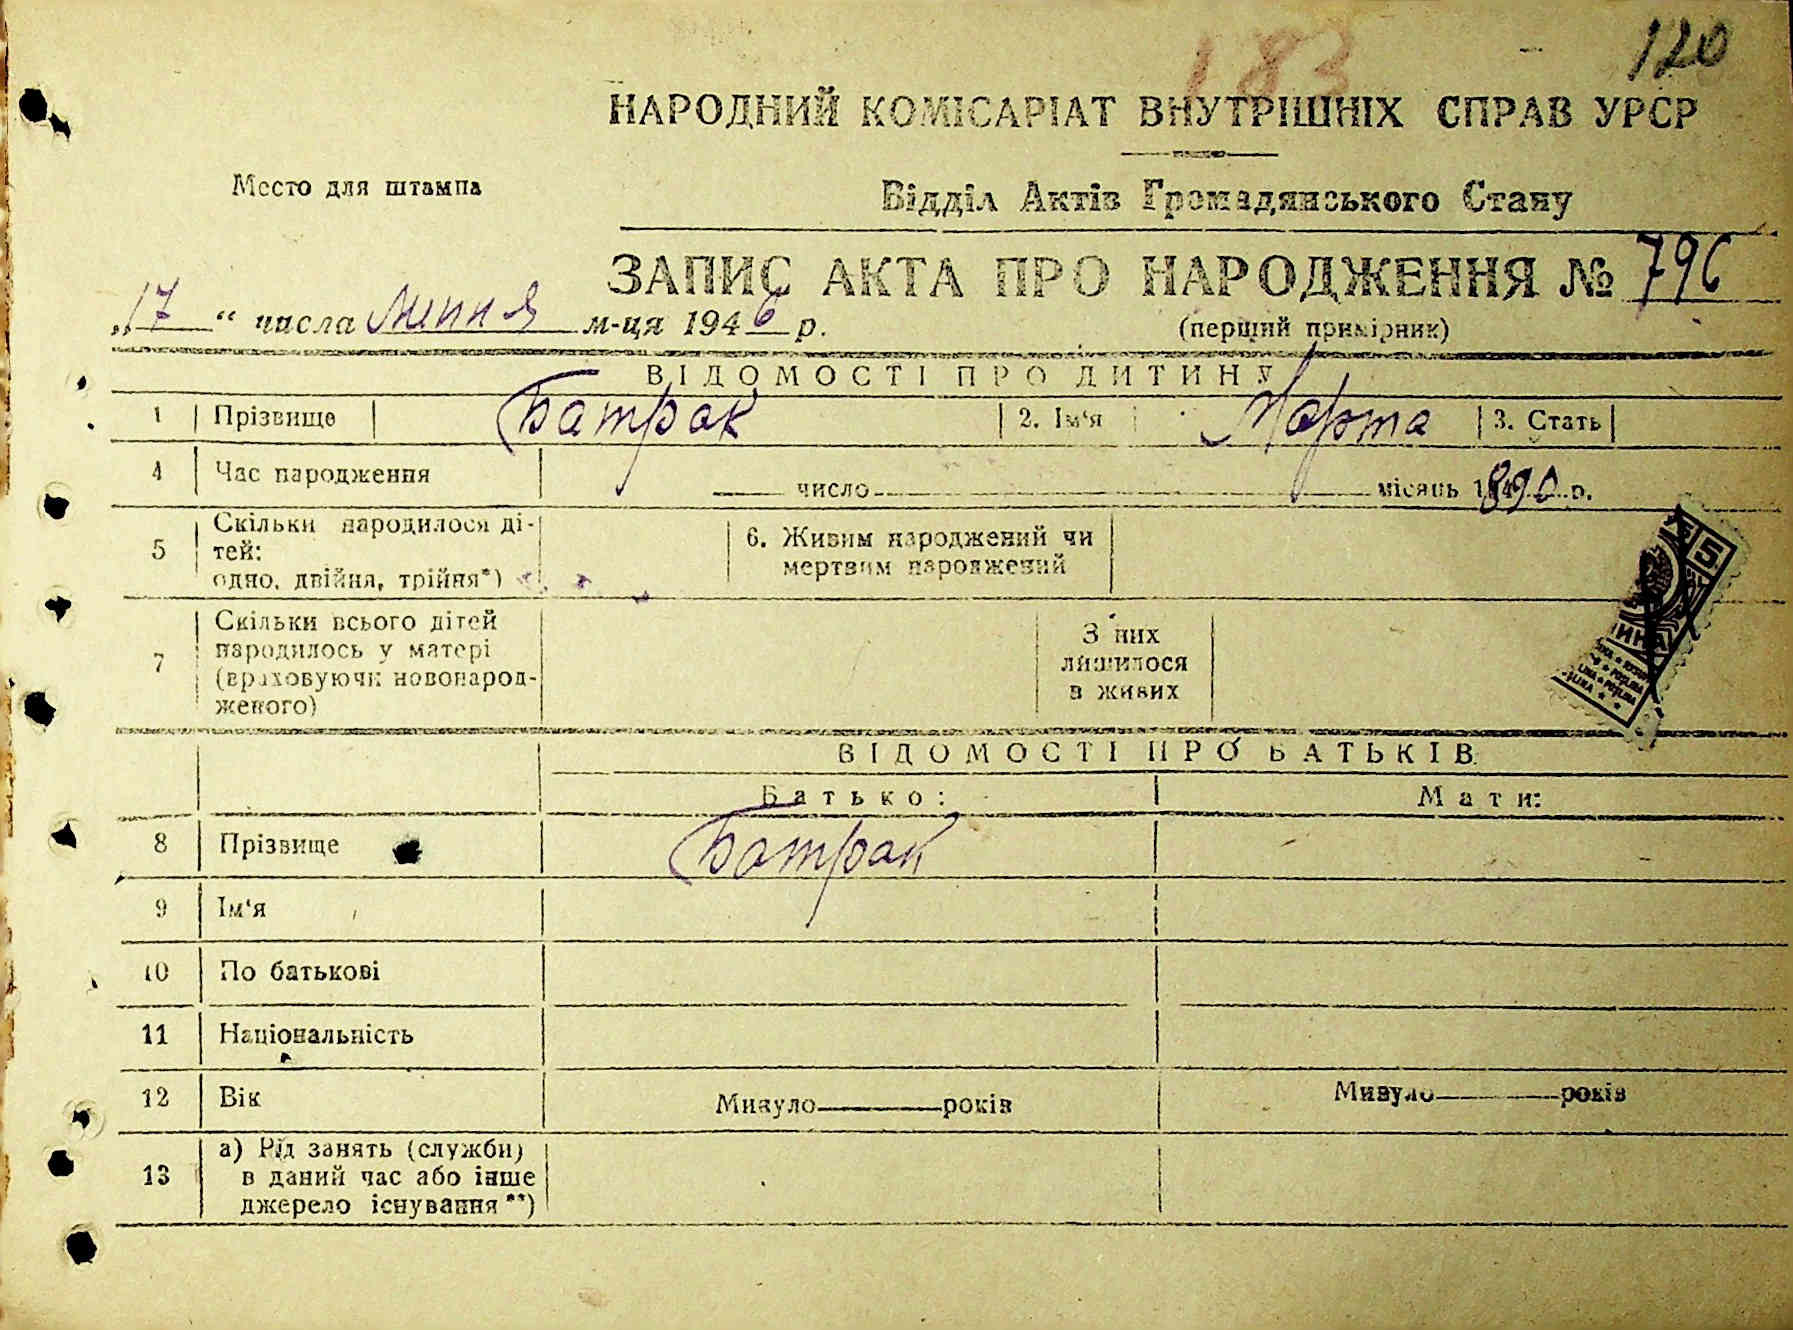 183
120
НАРОДНИЙ КОМІСАРІАТ ВНУТРІШНІХ СПРАВ УРСР
Место для штампа
Відділ Актів Громадянського Стану
ЗАПИС АКТА ПРО НАРОДЖЕННЯ № 796
„17“ числа липня м-ця 1946 р.
(перший примірник)
ВІДОМОСТІ ПРО ДИТИНУ
1 Прізвище Батрак 2. Ім‘я Марта 3. Стать
4 Час народження число місяць 1890 р.
5 Скільки народилося ді-
тей:
одно, двійня, трійня*)
6. Живим народжений чи
мертвим народжений
7 Скільки всього дітей
народилось у матері
(враховуючи новонарод-
женого)
З них
лишилося
в живих
ВІДОМОСТІ ПРО БАТЬКІВ
Батько: Мати:
8 Прізвище Батрак
9 Ім‘я
10 По батькові
11 Національність
12 Вік Минуло років Минуло років
13 а) Рід занять (служби)
в даний час або інше
джерело існування **)